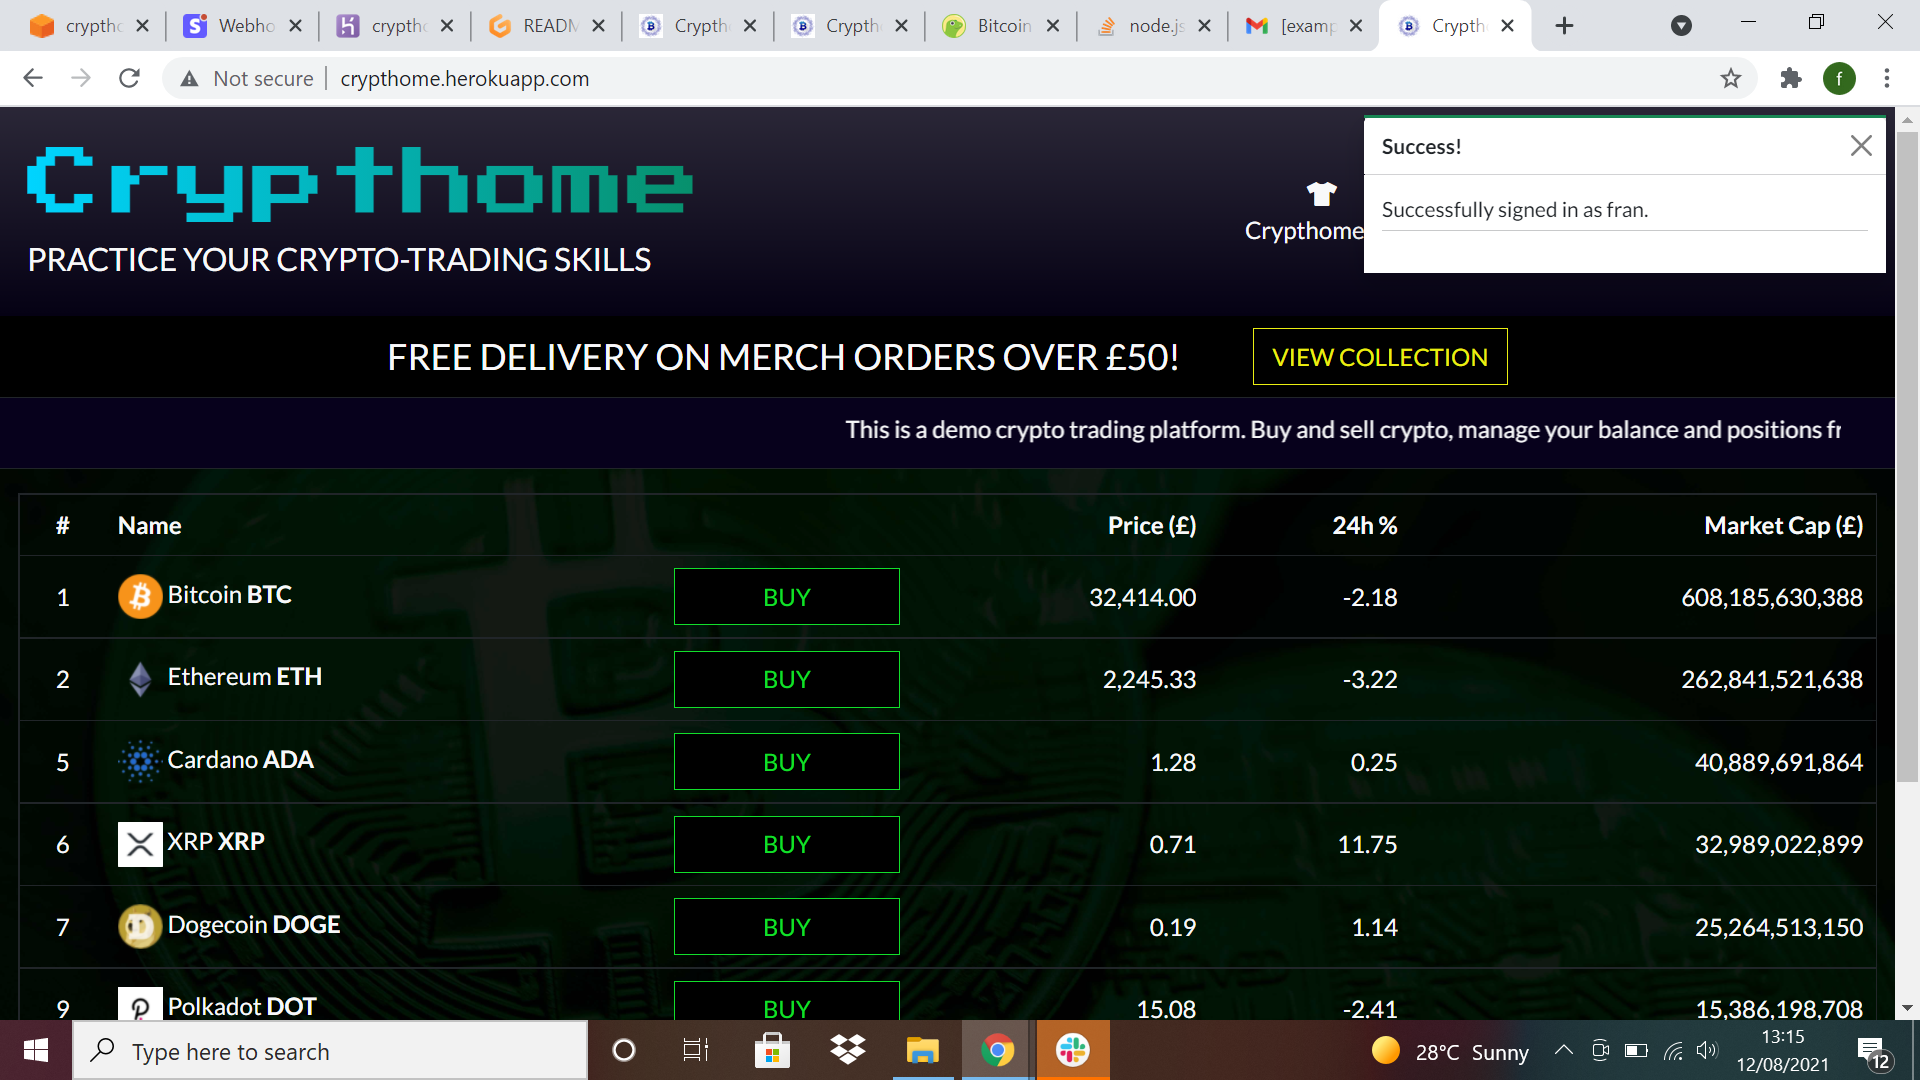 cryptho Webho cryptho READM Crypth Crypth Bitcoin node.js [examp Crypth
Not secure crypthome.herokuapp.com f
Crypthome
PRACTICE YOUR CRYPTO-TRADING SKILLS
Crypthome
Success!
Successfully signed in as fran.
FREE DELIVERY ON MERCH ORDERS OVER £50! VIEW COLLECTION
This is a demo crypto trading platform. Buy and sell crypto, manage your balance and positions fr
# Name Price (£) 24h % Market Cap (£)
1 Bitcoin BTC BUY 32,414.00 -2.18 608,185,630,388
2 Ethereum ETH BUY 2,245.33 -3.22 262,841,521,638
5 Cardano ADA BUY 1.28 0.25 40,889,691,864
6 XRP XRP BUY 0.71 11.75 32,989,022,899
7 Dogecoin DOGE BUY 0.19 1.14 25,264,513,150
9 Polkadot DOT BUY 15.08 -2.41 15,386,198,708
Type here to search 28°C Sunny 13:15
12/08/2021 12